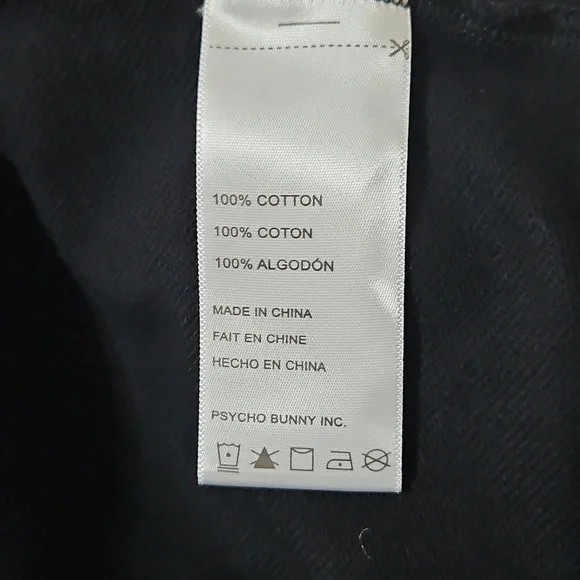 100% COTTON
100% COTON
100% ALGODÓN
MADE IN CHINA
FAIT EN CHINE
HECHO EN CHINA
PSYCHO BUNNY INC.